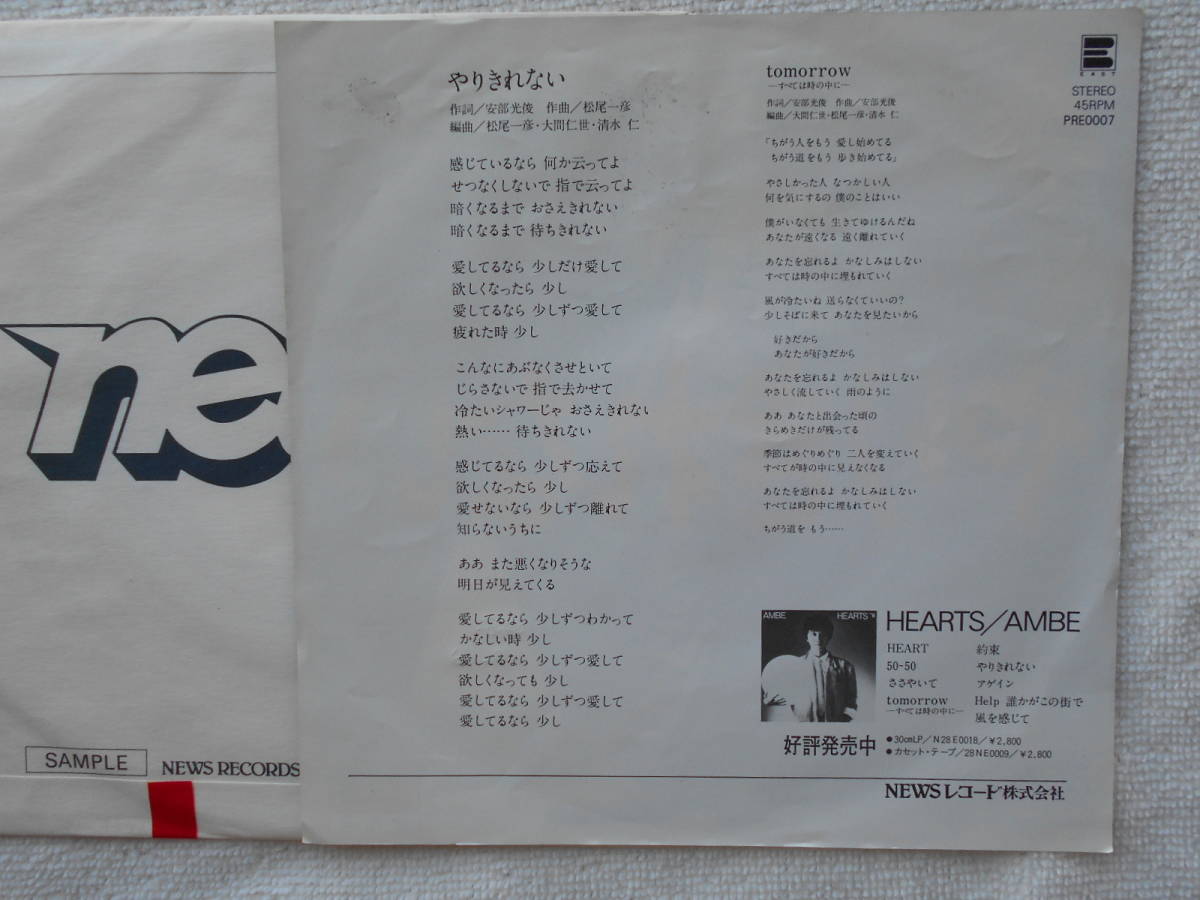 やりきれない
作詞／安部光俊 作曲／松尾一彦
編曲／松尾一彦・大間仁世・清水 仁
感じているなら 何か云ってよ
せつなくしないで 指で云ってよ
暗くなるまで おさえきれない
暗くなるまで 待ちきれない
愛してるなら 少しだけ愛して
欲しくなったら 少し
愛してるなら 少しずつ愛して
疲れた時 少し
こんなにあぶなくさせといて
じらさないで 指で去かせて
冷たいシャワーじゃ おさえきれない
熱い…… 待ちきれない
感じてるなら 少しずつ応えて
欲しくなったら 少し
愛せないなら 少しずつ離れて
知らないうちに
ああ また悪くなりそうな
明日が見えてくる
愛してるなら 少しずつわかって
かなしい時 少し
愛してるなら 少しずつ愛して
欲しくなっても 少し
愛してるなら 少しずつ愛して
愛してるなら 少し
tomorrow
―すべては時の中に―
作詞／安部光俊 作曲／安部光俊
編曲／大間仁世・松尾一彦・清水 仁
「ちがう人をもう 愛し始めてる
ちがう道をもう 歩き始めてる」
やさしかった人 なつかしい人
何を気にするの 僕のことはいい
僕がいなくても 生きてゆけるんだね
あなたが遠くなる 遠く離れていく
あなたを忘れるよ かなしみはしない
すべては時の中に埋もれていく
風が冷たいね 送らなくていいの?
少しそばに来て あなたを見たいから
好きだから
あなたが好きだから
あなたを忘れるよ かなしみはしない
やさしく流していく 雨のように
ああ あなたと出会った頃の
きらめきだけが残ってる
季節はめぐりめぐり 二人を変えていく
すべてが時の中に見えなくなる
あなたを忘れるよ かなしみはしない
すべては時の中に埋もれていく
ちがう道を もう……
EAST
STEREO
45RPM
PRE0007
AMBE HEARTS
HEARTS／AMBE
HEART 約束
50~50 やりきれない
ささやいて アゲイン
tomorrow Help 誰かがこの街で
―すべては時の中に― 風を感じて
好評発売中
●30cmLP／N28E0018／¥2,800
●カセット・テープ／28NE0009／¥2,800
NEWSレコード株式会社
ne
SAMPLE
NEWS RECORDS